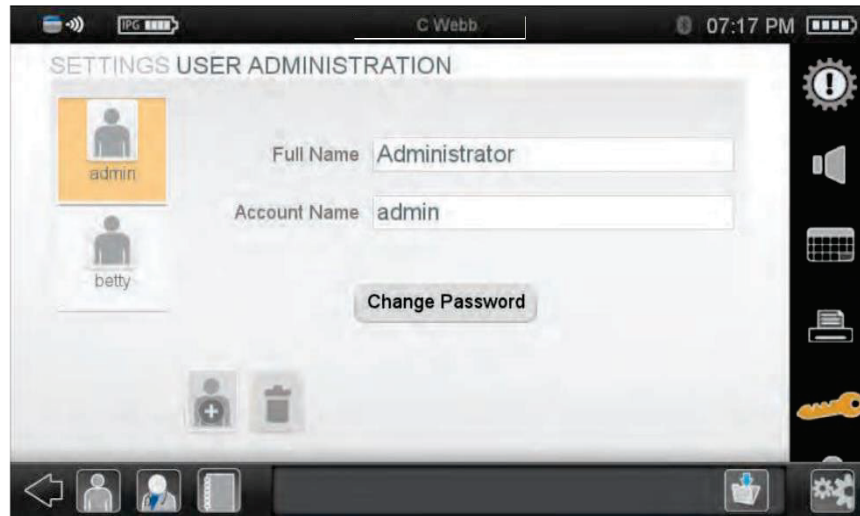 IPG C Webb 07:17 PM
SETTINGS USER ADMINISTRATION
admin
Full Name Administrator
Account Name admin
betty
Change Password